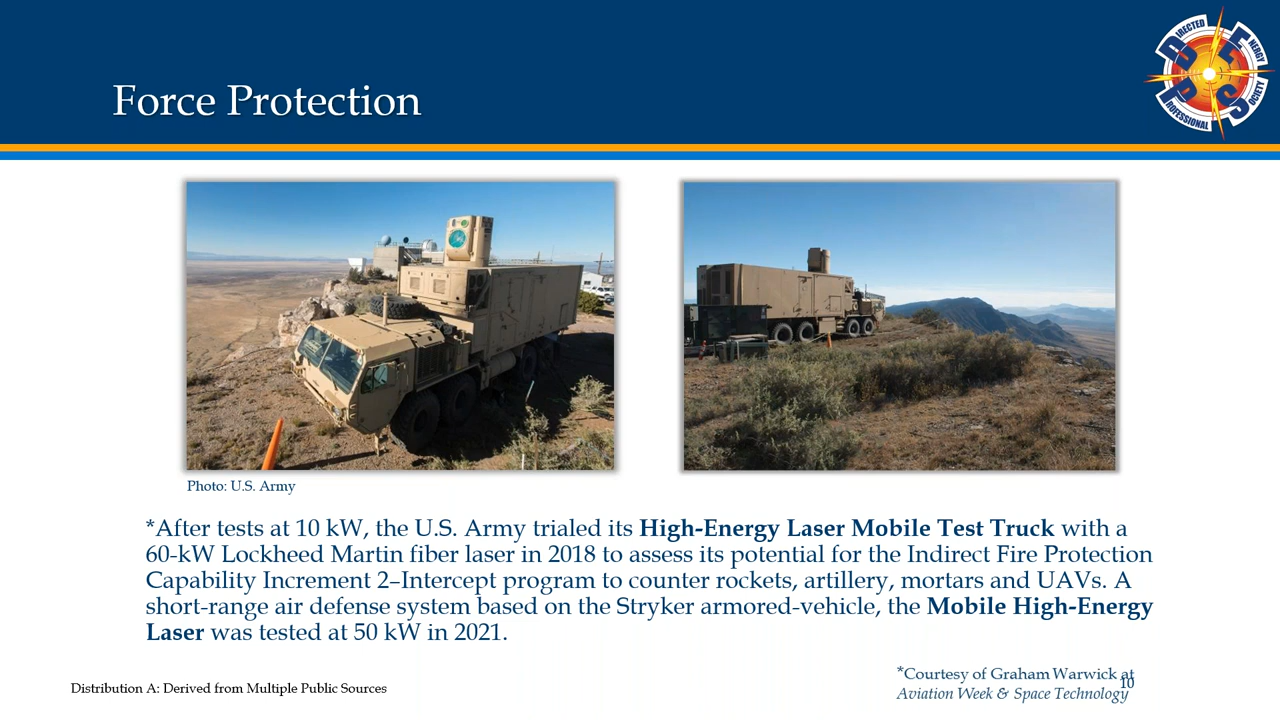 Force Protection
DIRECTED
ENERGY
PROFESSIONAL
SOCIETY
Photo: U.S. Army
*After tests at 10 kW, the U.S. Army trialed its High-Energy Laser Mobile Test Truck with a
60-kW Lockheed Martin fiber laser in 2018 to assess its potential for the Indirect Fire Protection
Capability Increment 2–Intercept program to counter rockets, artillery, mortars and UAVs. A
short-range air defense system based on the Stryker armored-vehicle, the Mobile High-Energy
Laser was tested at 50 kW in 2021.
Distribution A: Derived from Multiple Public Sources
*Courtesy of Graham Warwick at
Aviation Week & Space Technology
10